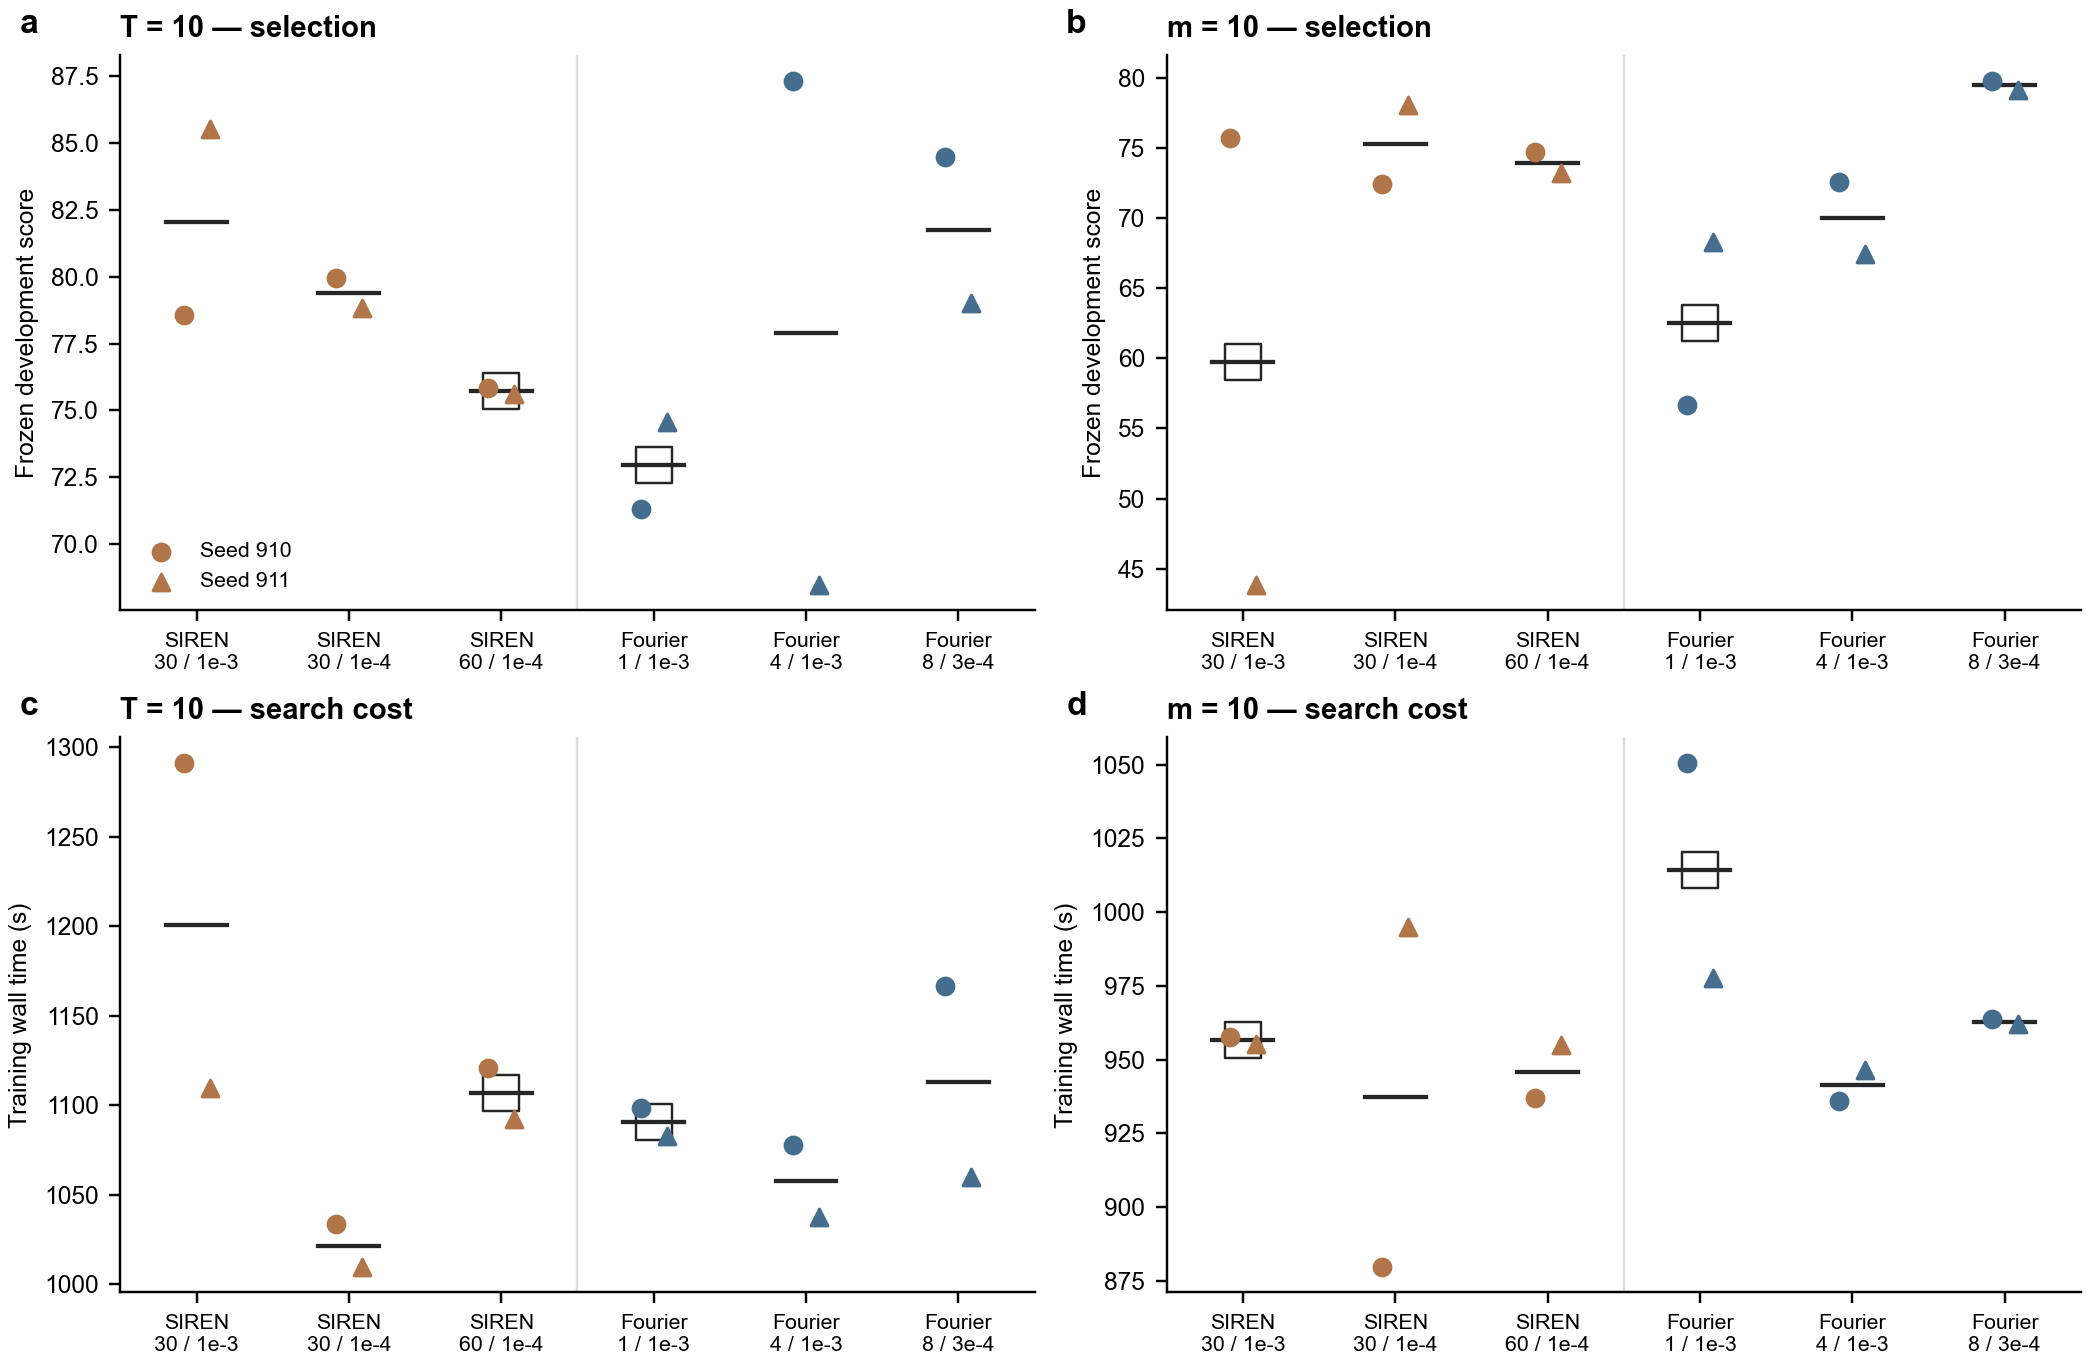 a
T = 10 — selection
Frozen development score
87.5
85.0
82.5
80.0
77.5
75.0
72.5
70.0
Seed 910
Seed 911
SIREN
30 / 1e-3
SIREN
30 / 1e-4
SIREN
60 / 1e-4
Fourier
1 / 1e-3
Fourier
4 / 1e-3
Fourier
8 / 3e-4
b
m = 10 — selection
Frozen development score
80
75
70
65
60
55
50
45
SIREN
30 / 1e-3
SIREN
30 / 1e-4
SIREN
60 / 1e-4
Fourier
1 / 1e-3
Fourier
4 / 1e-3
Fourier
8 / 3e-4
c
T = 10 — search cost
Training wall time (s)
1300
1250
1200
1150
1100
1050
1000
SIREN
30 / 1e-3
SIREN
30 / 1e-4
SIREN
60 / 1e-4
Fourier
1 / 1e-3
Fourier
4 / 1e-3
Fourier
8 / 3e-4
d
m = 10 — search cost
Training wall time (s)
1050
1025
1000
975
950
925
900
875
SIREN
30 / 1e-3
SIREN
30 / 1e-4
SIREN
60 / 1e-4
Fourier
1 / 1e-3
Fourier
4 / 1e-3
Fourier
8 / 3e-4